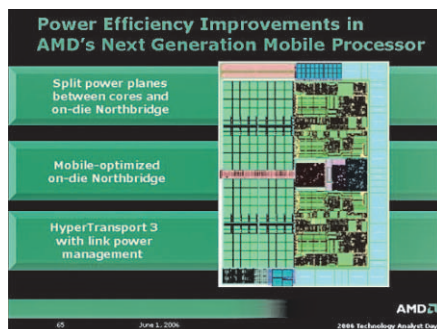 Power Efficiency Improvements in
AMD's Next Generation Mobile Processor
Split power planes
between cores and
on-die Northbridge
Mobile-optimized
on-die Northbridge
HyperTransport 3
with link power
management
AMD
65 June 1, 2006 2006 Technology Analyst Day